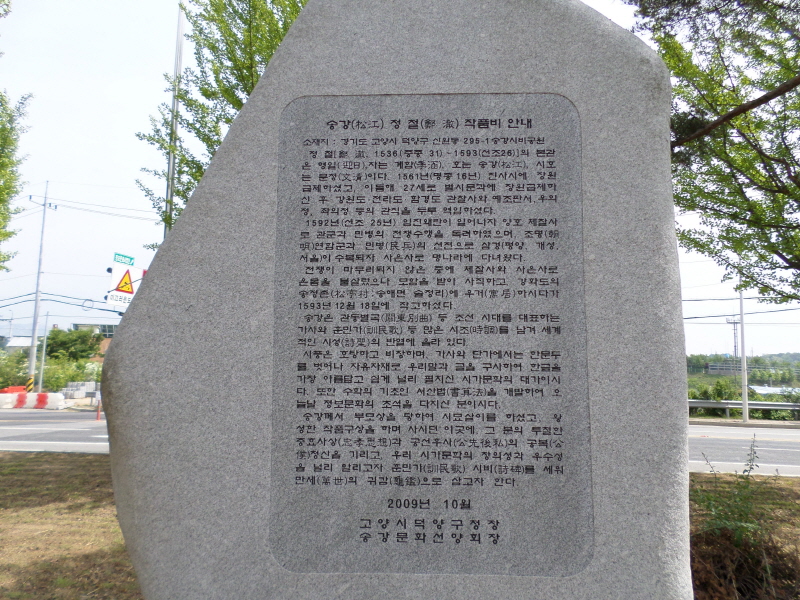 송강(松江) 정 철(鄭 澈) 작품비 안내
소재지 : 경기도 고양시 덕양구 신원동 295-1송강시비공원
정 철(鄭 澈, 1536(중종 31)~1593(선조26)의 본관
은 영일(迎日)자는 계함(季涵), 호는 송강(松江), 시호
는 문청(文淸)이다. 1561년(명종 16년) 진사시에 장원
급제하셨고, 이듬해 27세로 별시문과에 장원급제하
신 후 강원도·전라도·함경도 관찰사와 예조판서, 우의
정, 좌의정 등의 관직을 두루 역임하셨다.
1592년(선조 25년) 임진왜란이 일어나자 양호 체찰사
로 관군과 민병의 전쟁수행을 독려하였으며, 조명(朝
明)연합군과 민병(民兵)의 선전으로 삼경(평양, 개성,
서울)이 수복되자 사은사로 명나라에 다녀왔다.
전쟁이 마무리되지 않은 중에 체찰사와 사은사로
온몸을 불살랐으나 모함을 받아 사직하고, 강화도의
송정촌(松亭村:송해면 숭정리)에 우거(寓居)하시다가
1593년 12월 18일에 작고하셨다.
송강은 관동별곡(關東別曲) 등 조선 시대를 대표하는
가사와 훈민가(訓民歌) 등 많은 시조(時調)를 남겨 세계
적인 시성(詩聖)의 반열에 올라 있다.
시풍은 호탕하고 비장하며, 가사와 단가에서는 한문투
를 벗어나 자유자재로 우리말과 글을 구사하여 한글을
가장 아름답고 쉽게 널리 펼치신 시가문학의 대가이시
다. 또한 수학의 기초인 서산법(書算法)을 개발하여 오
늘날 정보문화의 초석을 다지신 분이시다.
송강께서 부모상을 당하여 시묘살이를 하셨고, 왕
성한 작품구상을 하며 사시던 이곳에, 그 분의 투철한
충효사상(忠孝思想)과 공선후사(公先後私)의 공복(公
僕)정신을 기리고, 우리 시가문학의 창의성과 우수성
을 널리 알리고자 훈민가(訓民歌) 시비(詩碑)를 세워
만세(萬世)의 귀감(龜鑑)으로 삼고자 한다.
2009년 10월
고양시덕양구청장
송강문화선양회장